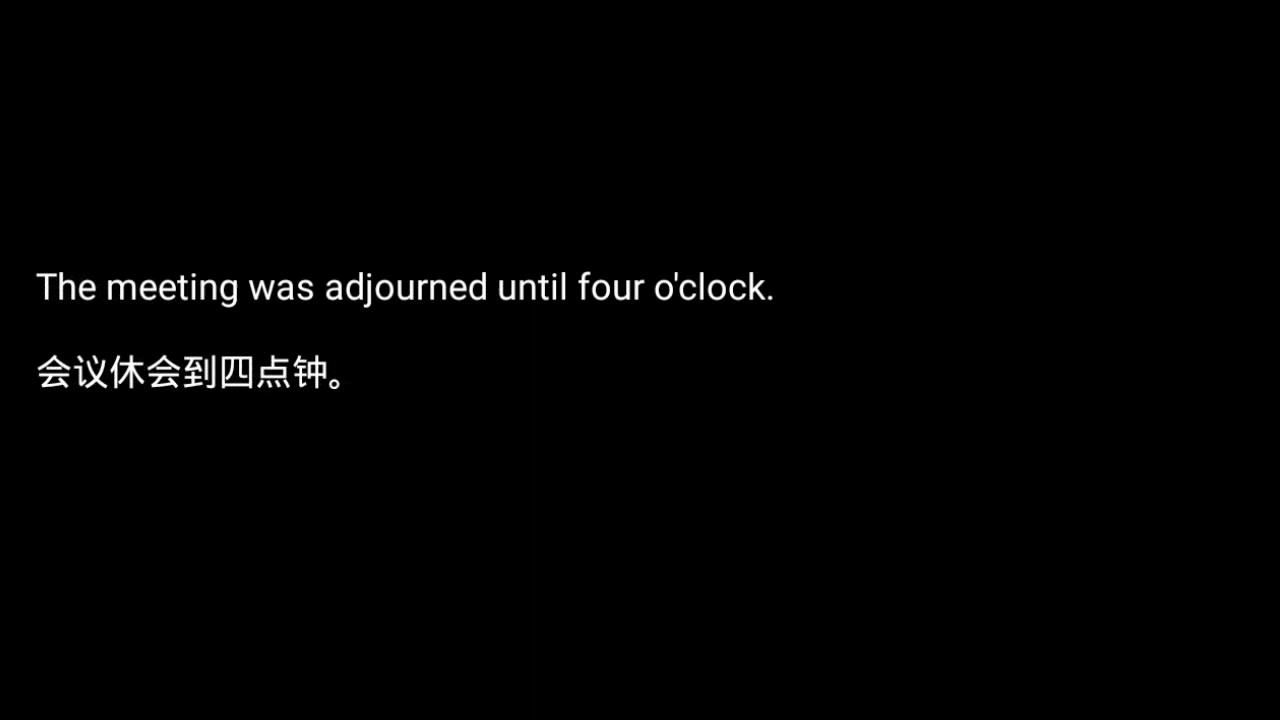 The meeting was adjourned until four o'clock.
会议休会到四点钟。